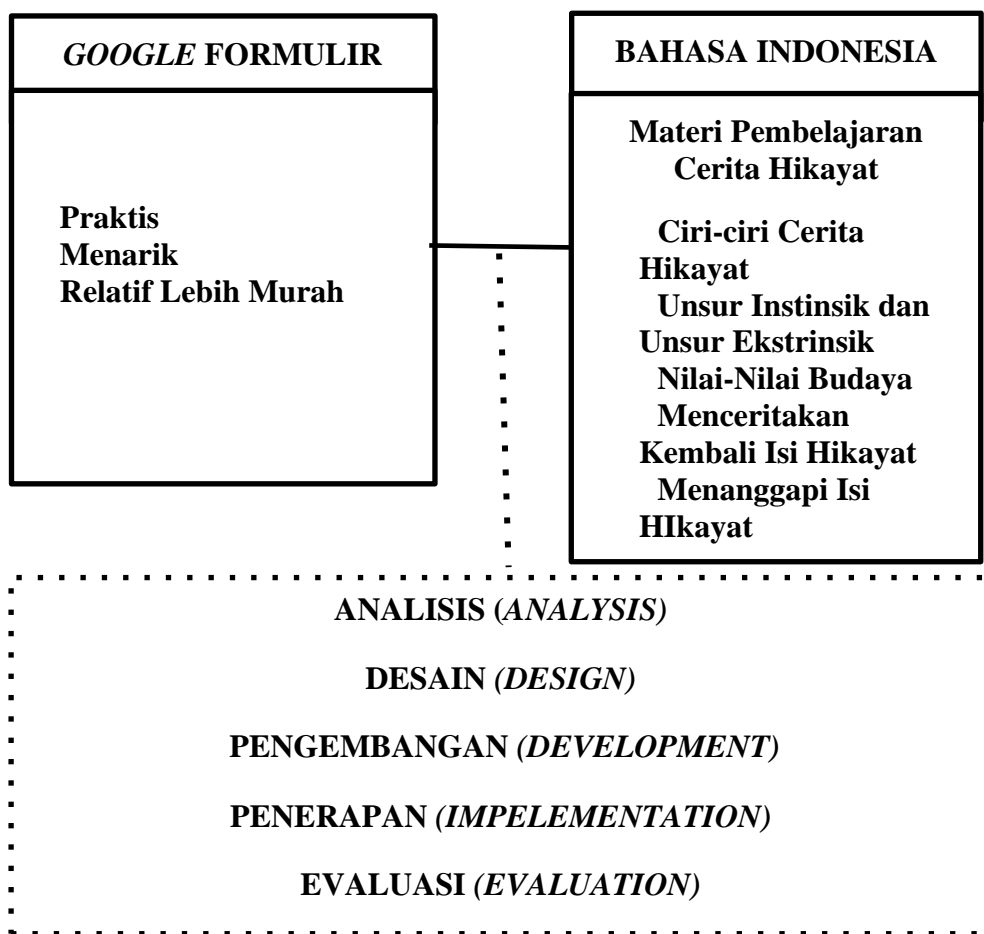 GOOGLE FORMULIR
Praktis
Menarik
Relatif Lebih Murah
BAHASA INDONESIA
Materi Pembelajaran
Cerita Hikayat
Ciri-ciri Cerita
Hikayat
Unsur Instinsik dan
Unsur Ekstrinsik
Nilai-Nilai Budaya
Menceritakan
Kembali Isi Hikayat
Menanggapi Isi
HIkayat
ANALISIS (ANALYSIS)
DESAIN (DESIGN)
PENGEMBANGAN (DEVELOPMENT)
PENERAPAN (IMPELEMENTATION)
EVALUASI (EVALUATION)